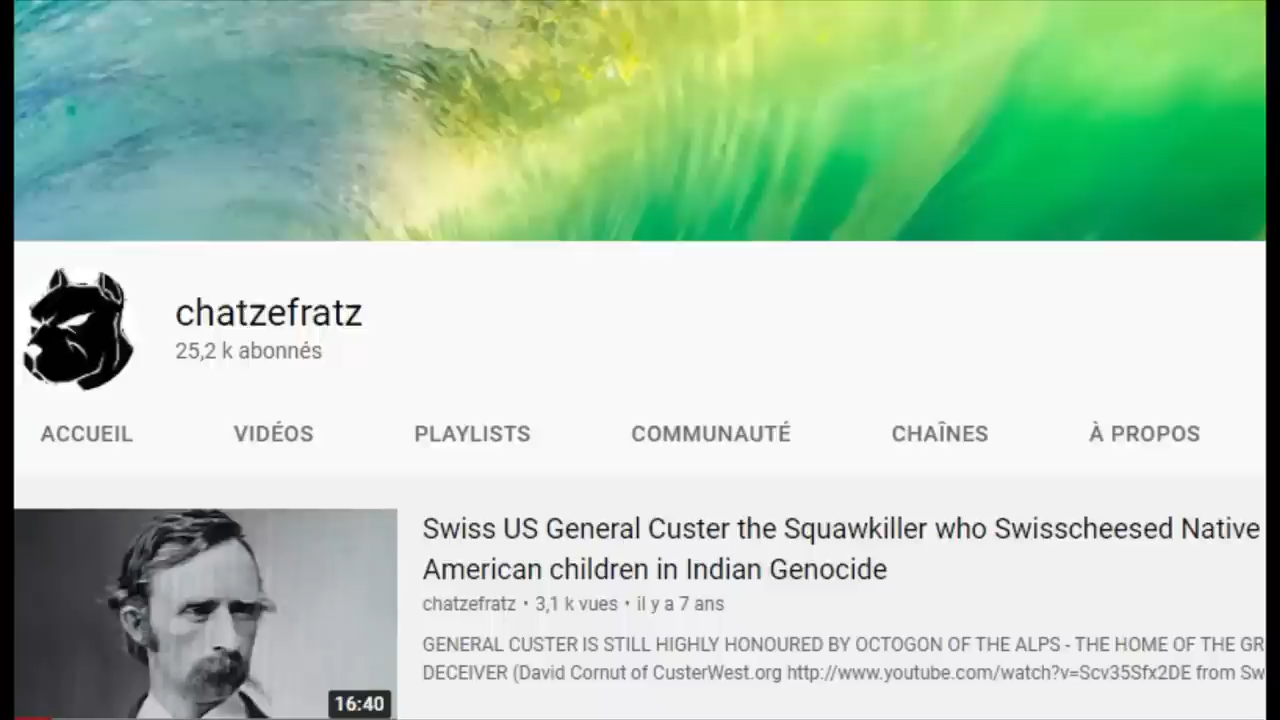 chatzefratz
25,2 k abonnés
ACCUEIL VIDÉOS PLAYLISTS COMMUNAUTÉ CHAÎNES À PROPOS
Swiss US General Custer the Squawkiller who Swisscheesed Native
American children in Indian Genocide
chatzefratz • 3,1 k vues • il y a 7 ans
GENERAL CUSTER IS STILL HIGHLY HONOURED BY OCTOGON OF THE ALPS - THE HOME OF THE GR
DECEIVER (David Cornut of CusterWest.org http://www.youtube.com/watch?v=Scv35Sfx2DE from Sw
16:40